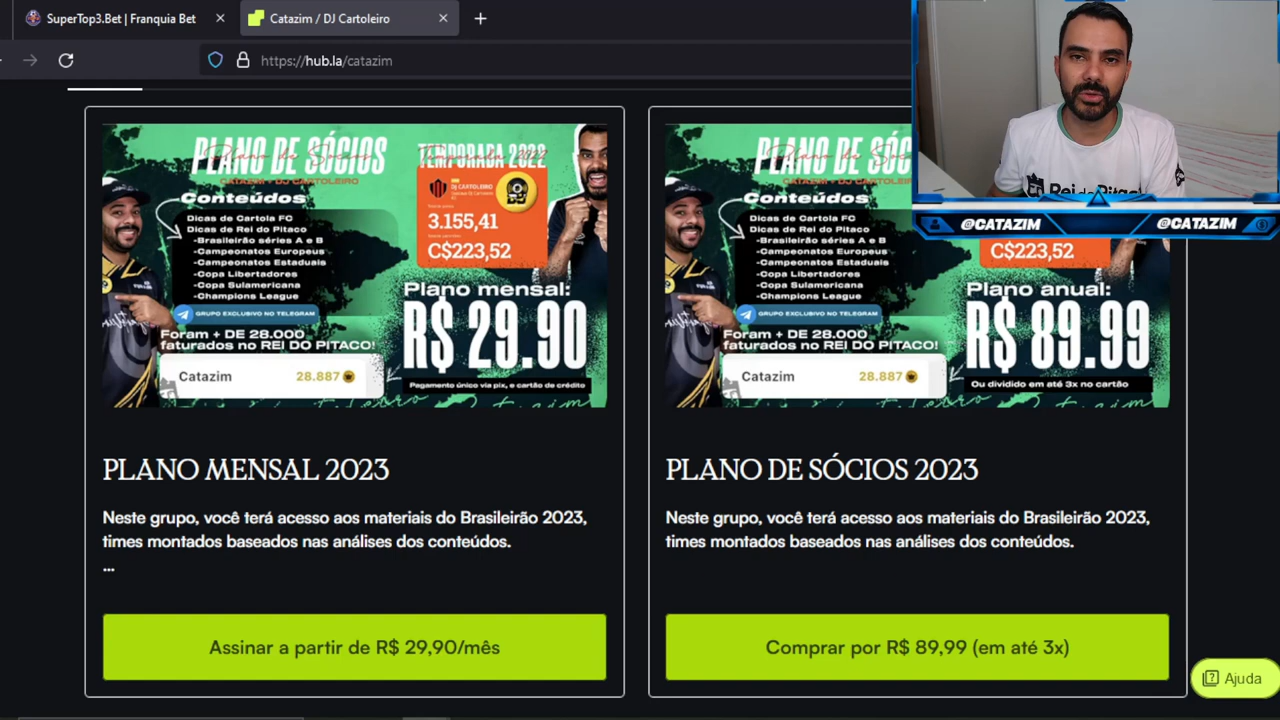 SuperTop3.Bet | Franquia Bet
Catazim / DJ Cartoleiro
https://hub.la/catazim
PLANO DE SÓCIOS
CATAZIM + DJ CARTOLEIRO
Conteúdos
Dicas de Cartola FC
Dicas de Rei do Pitaco
-Brasileirão séries A e B
-Campeonatos Europeus
-Campeonatos Estaduais
-Copa Libertadores
-Copa Sulamericana
-Champions League
GRUPO EXCLUSIVO NO TELEGRAM
Foram + DE 28.000
faturados no REI DO PITACO!
Catazim 28.887
TEMPORADA 2022
DJ CARTOLEIRO
3.155,41
C$223,52
Plano mensal:
R$ 29.90
Pagamento único via pix, e cartão de crédito
PLANO MENSAL 2023
Neste grupo, você terá acesso aos materiais do Brasileirão 2023,
times montados baseados nas análises dos conteúdos.
...
Assinar a partir de R$ 29,90/mês
PLANO DE SÓC
Conteúdos
Dicas de Cartola FC
Dicas de Rei do Pitaco
-Brasileirão séries A e B
-Campeonatos Europeus
-Campeonatos Estaduais
-Copa Libertadores
-Copa Sulamericana
-Champions League
GRUPO EXCLUSIVO NO TELEGRAM
Foram + DE 28.000
faturados no REI DO PITACO!
Catazim 28.887
C$223,52
Plano anual:
R$ 89.99
Ou dividido em até 3x no cartão
PLANO DE SÓCIOS 2023
Neste grupo, você terá acesso aos materiais do Brasileirão 2023,
times montados baseados nas análises dos conteúdos.
Comprar por R$ 89,99 (em até 3x)
Rei do Pitac
@CATAZIM
@CATAZIM
Ajuda